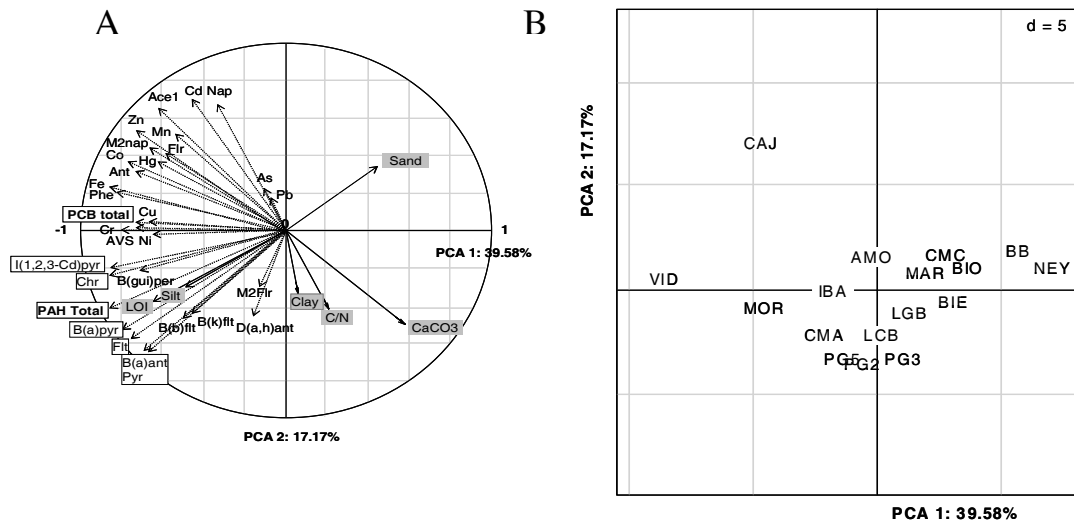 A
B
Cd Nap
Ace1
Zn
Mn
M2nap
Flr
Co
Hg
Ant
Sand
As
Pb
Fe
Phe
PCB total
Cu
0
-1
1
Cr
AVS Ni
PCA 1: 39.58%
I(1,2,3-Cd)pyr
Chr
B(gui)per
Silt
M2Flr
PAH Total
LOI
Clay
C/N
B(a)pyr
B(b)flt
B(k)flt
D(a,h)ant
CaCO3
Flt
B(a)ant
Pyr
PCA 2: 17.17%
d = 5
PCA 2: 17.17%
CAJ
AMO
CMC
BB
MAR
BIO
NEY
VID
IBA
MOR
BIE
LGB
CMA
LCB
PG5
PG2
PG3
PCA 1: 39.58%